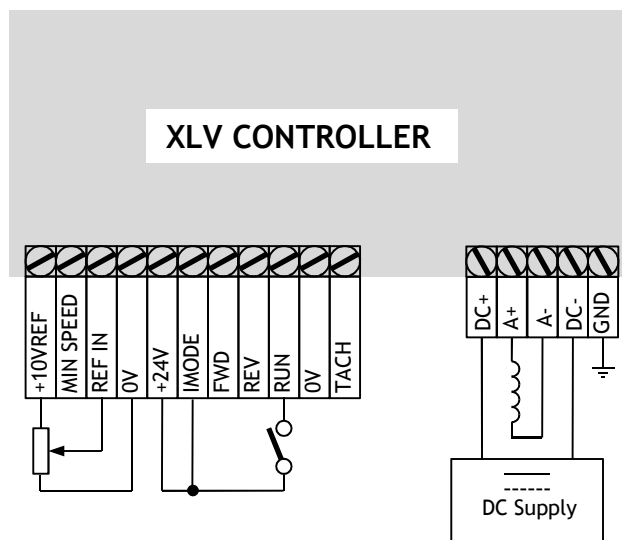 XLV CONTROLLER
+10VREF
MIN SPEED
REF IN
0V
+24V
IMODE
FWD
REV
RUN
0V
TACH
DC+
A+
A-
DC-
GND
DC Supply